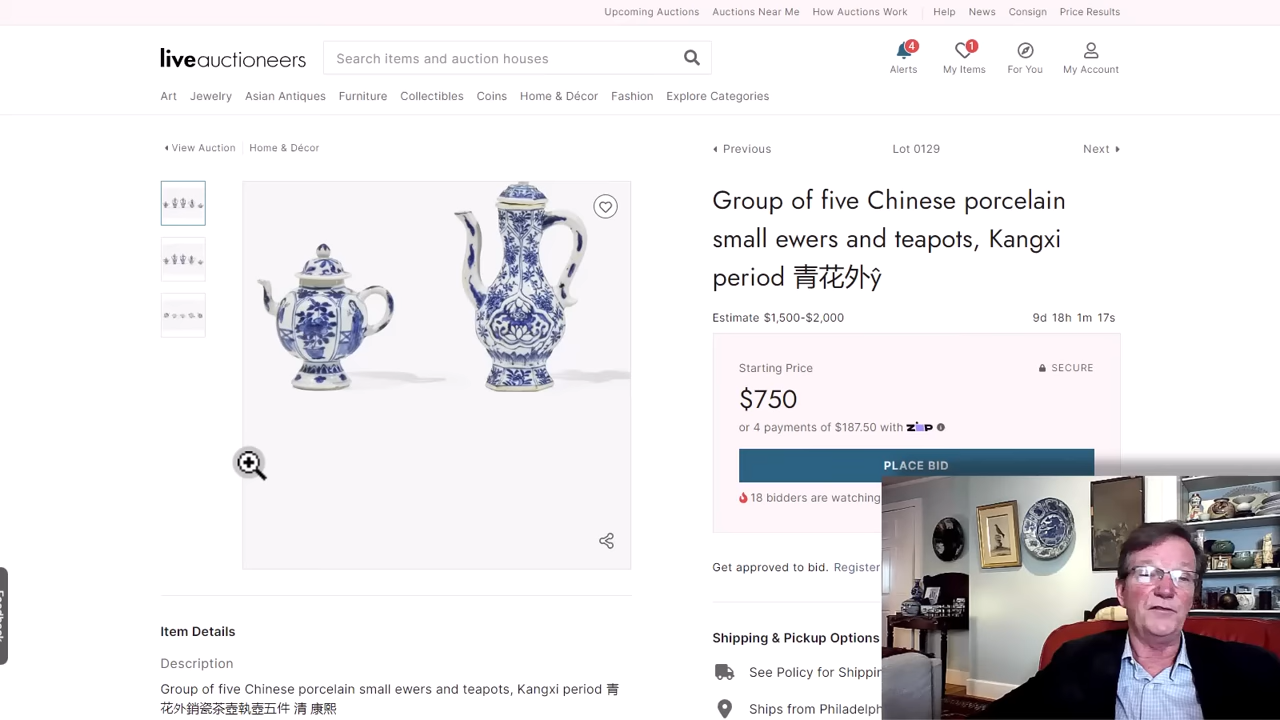 Upcoming Auctions Auctions Near Me How Auctions Work Help News Consign Price Results
liveauctioneers
Search items and auction houses
4
1
Alerts My Items For You My Account
Art Jewelry Asian Antiques Furniture Collectibles Coins Home & Décor Fashion Explore Categories
View Auction Home & Décor
Previous Lot 0129 Next
Group of five Chinese porcelain
small ewers and teapots, Kangxi
period 青花外ŷ
Estimate $1,500-$2,000 9d 18h 1m 17s
Starting Price SECURE
$750
or 4 payments of $187.50 with ZIP
PLACE BID
18 bidders are watching
Get approved to bid. Register
Item Details
Description
Group of five Chinese porcelain small ewers and teapots, Kangxi period 青
花外銷瓷茶壺執壺五件 清 康熙
Shipping & Pickup Options
See Policy for Shippin
Ships from Philadelph